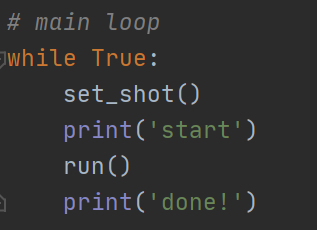 # main loop
while True:
    set_shot()
    print('start')
    run()
    print('done!')